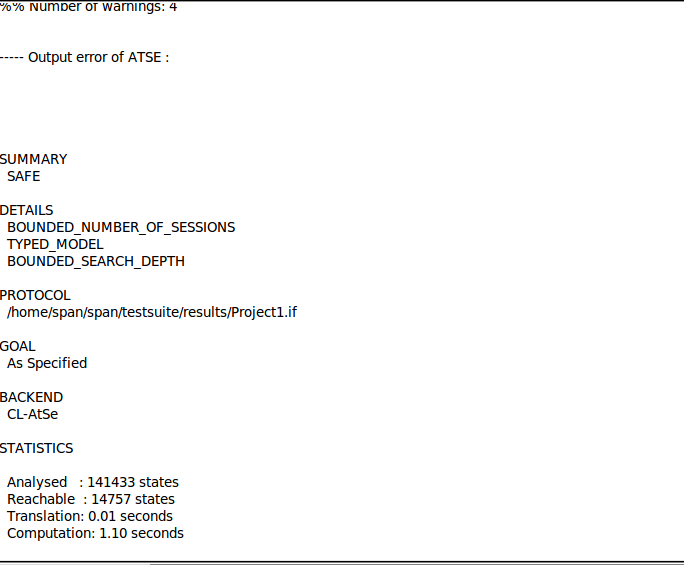 %% Number of warnings: 4
----- Output error of ATSE :
SUMMARY
SAFE
DETAILS
BOUNDED_NUMBER_OF_SESSIONS
TYPED_MODEL
BOUNDED_SEARCH_DEPTH
PROTOCOL
/home/span/span/testsuite/results/Project1.if
GOAL
As Specified
BACKEND
CL-AtSe
STATISTICS
Analysed : 141433 states
Reachable : 14757 states
Translation: 0.01 seconds
Computation: 1.10 seconds